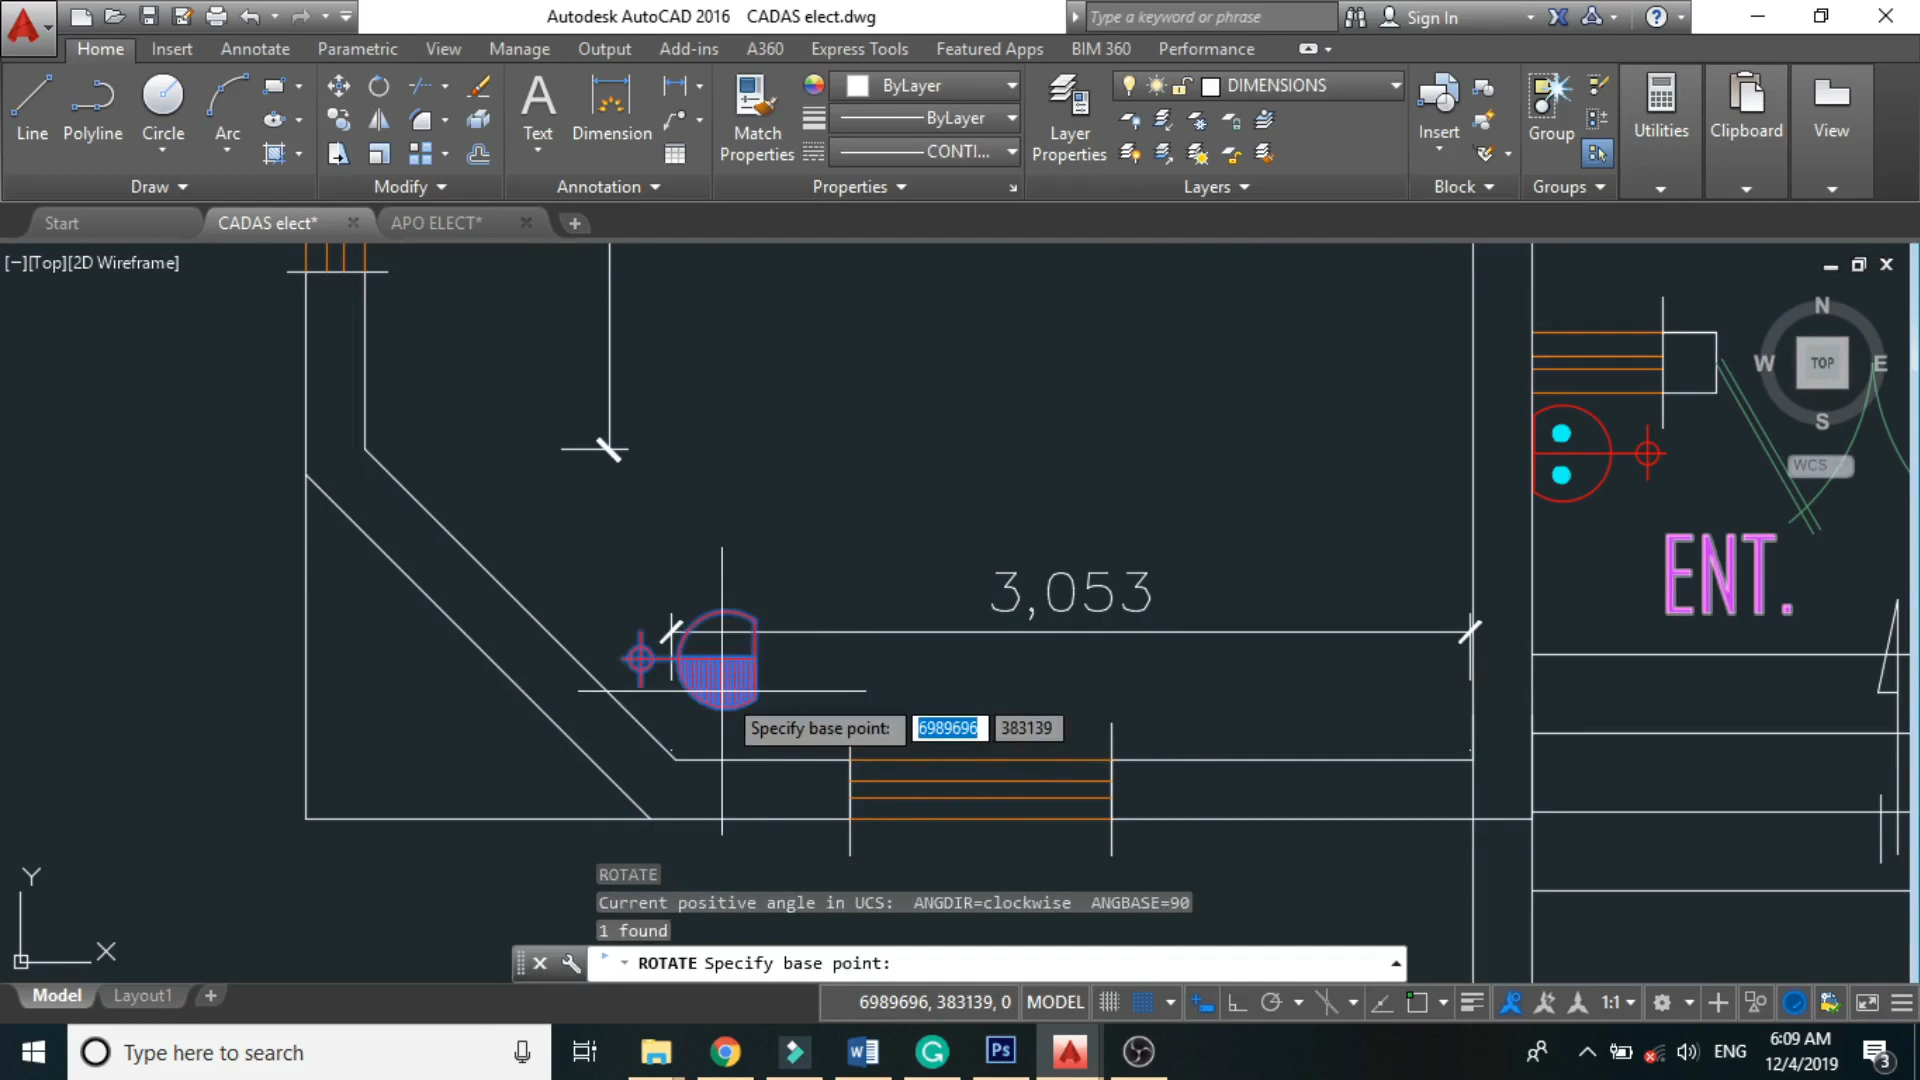 Autodesk AutoCAD 2016 CADAS elect.dwg
Type a keyword or phrase
Sign In
Home Insert Annotate Parametric View Manage Output Add-ins A360 Express Tools Featured Apps BIM 360 Performance
Line Polyline Circle Arc
Text Dimension
Match Properties
ByLayer
ByLayer
CONTI...
Layer Properties
DIMENSIONS
Insert
Group
Utilities
Clipboard
View
Draw
Modify
Annotation
Properties
Layers
Block
Groups
Start
CADAS elect*
APO ELECT*
[−][Top][2D Wireframe]
N
W TOP E
S
WCS
ENT.
3,053
Specify base point: 6989696 383139
Y
X
ROTATE
Current positive angle in UCS: ANGDIR=clockwise ANGBASE=90
1 found
ROTATE Specify base point:
Model Layout1
6989696, 383139, 0 MODEL
1:1
Type here to search
Ps
ENG
6:09 AM
12/4/2019
3